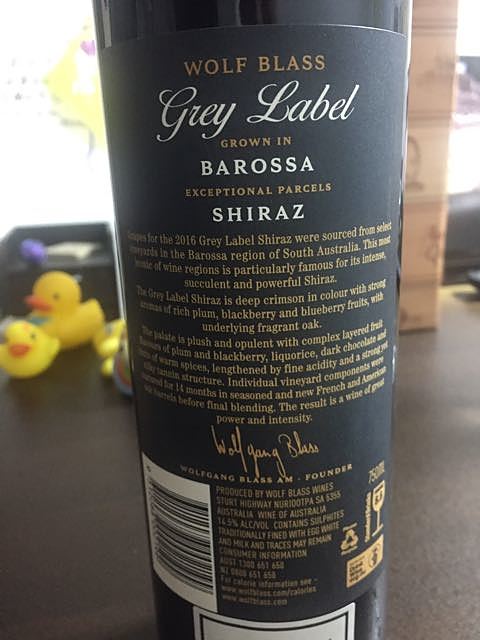 WOLF BLASS
Grey Label
GROWN IN
BAROSSA
EXCEPTIONAL PARCELS
SHIRAZ
Grapes for the 2016 Grey Label Shiraz were sourced from select
vineyards in the Barossa region of South Australia. This most
iconic of wine regions is particularly famous for its intense,
succulent and powerful Shiraz.
The Grey Label Shiraz is deep crimson in colour with strong
aromas of rich plum, blackberry and blueberry fruits, with
underlying fragrant oak.
The palate is plush and opulent with complex layered fruit
flavours of plum and blackberry, liquorice, dark chocolate and
hints of warm spices, lengthened by fine acidity and a strong yet
silky tannin structure. Individual vineyard components were
matured for 14 months in seasoned and new French and American
oak barrels before final blending. The result is a wine of great
power and intensity.
Wolfgang Blass
WOLFGANG BLASS AM - FOUNDER
PRODUCED BY WOLF BLASS WINES
STURT HIGHWAY NURIOOTPA SA 5355
AUSTRALIA WINE OF AUSTRALIA
14.5% ALC/VOL CONTAINS SULPHITES
TRADITIONALLY FINED WITH EGG WHITE
AND MILK AND TRACES MAY REMAIN
CONSUMER INFORMATION
AUST 1300 651 650
NZ 0800 651 650
For calorie information see -
www.wolfblass.com/calories
www.wolfblass.com
750ML